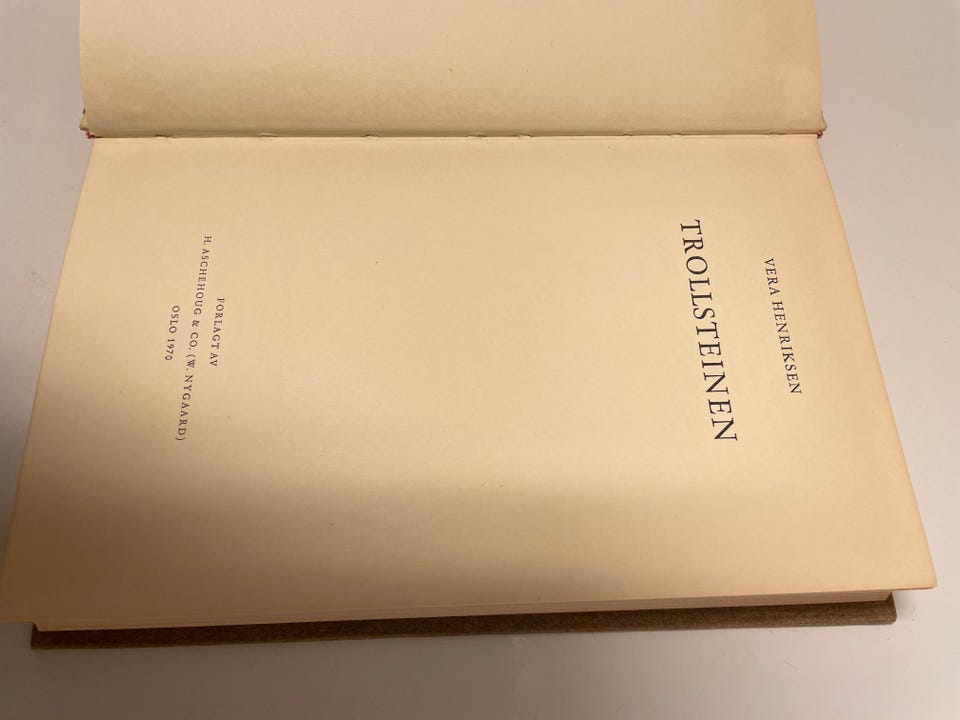 VERA HENRIKSEN
TROLLSTEINEN
FORLAGT AV
H. ASCHEHOUG & CO. (W. NYGAARD)
OSLO 1970